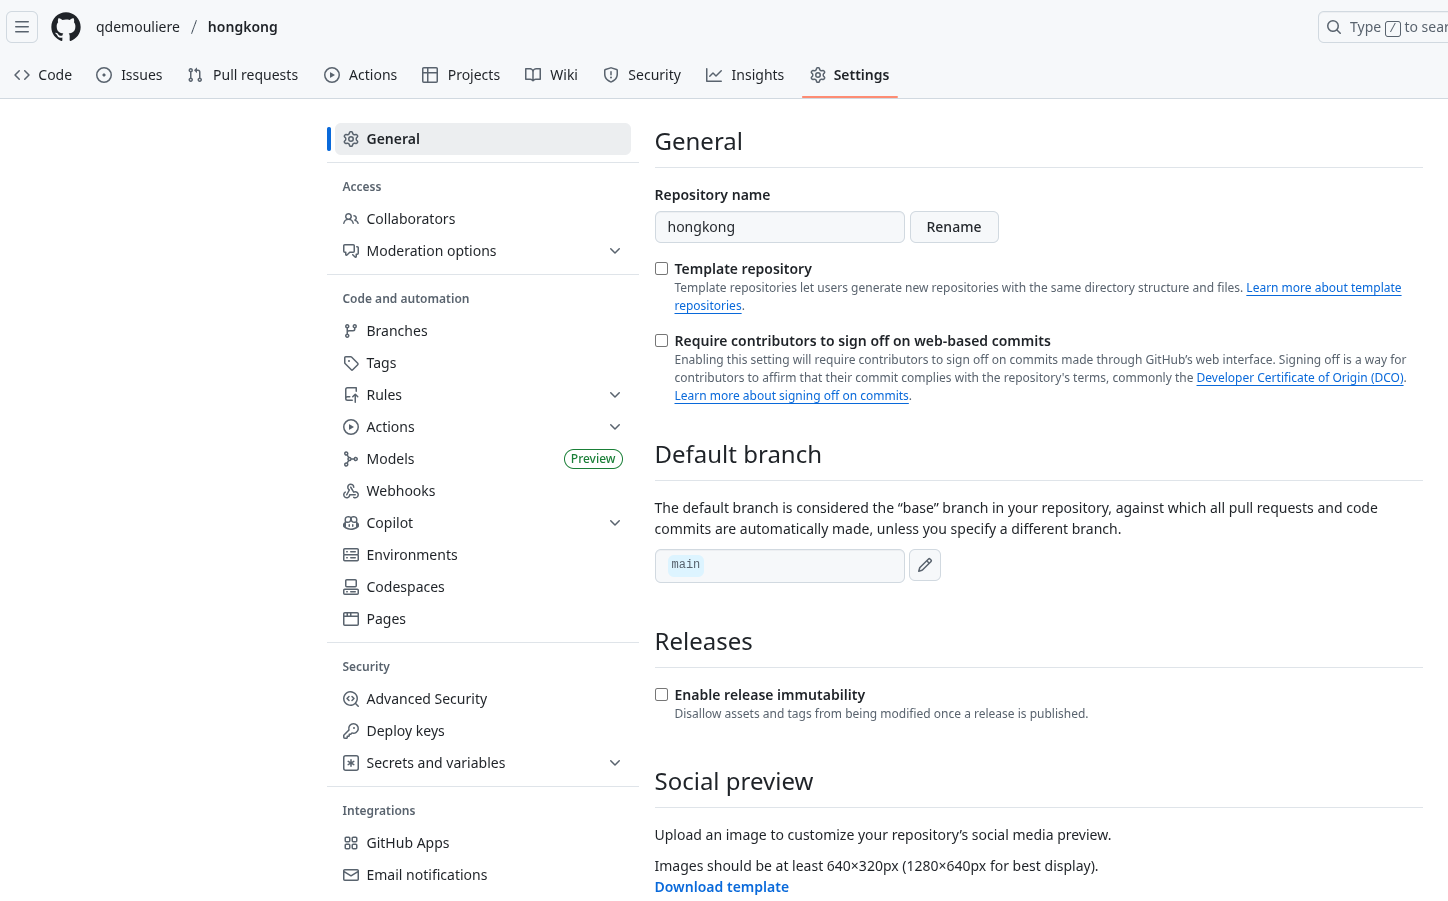 qdemouliere / hongkong
Type / to sear
Code Issues Pull requests Actions Projects Wiki Security Insights Settings
General
Access
Collaborators
Moderation options
Code and automation
Branches
Tags
Rules
Actions
Models Preview
Webhooks
Copilot
Environments
Codespaces
Pages
Security
Advanced Security
Deploy keys
Secrets and variables
Integrations
GitHub Apps
Email notifications
General
Repository name
hongkong Rename
Template repository
Template repositories let users generate new repositories with the same directory structure and files. Learn more about template
repositories.
Require contributors to sign off on web-based commits
Enabling this setting will require contributors to sign off on commits made through GitHub’s web interface. Signing off is a way for
contributors to affirm that their commit complies with the repository's terms, commonly the Developer Certificate of Origin (DCO).
Learn more about signing off on commits.
Default branch
The default branch is considered the “base” branch in your repository, against which all pull requests and code
commits are automatically made, unless you specify a different branch.
main
Releases
Enable release immutability
Disallow assets and tags from being modified once a release is published.
Social preview
Upload an image to customize your repository’s social media preview.
Images should be at least 640×320px (1280×640px for best display).
Download template